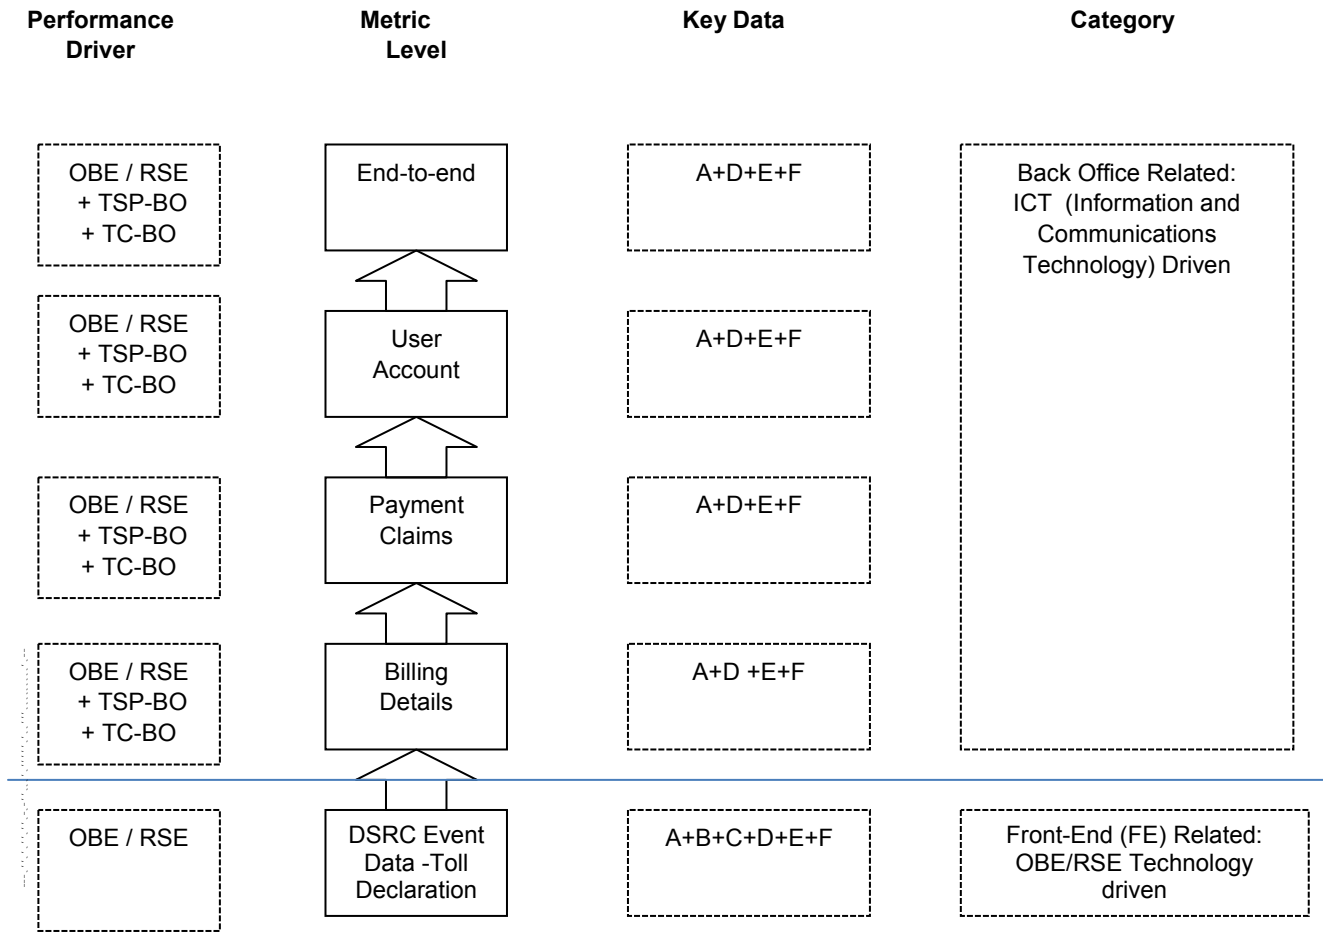 Performance
Driver
Metric
Level
Key Data
Category
OBE / RSE
+ TSP-BO
+ TC-BO
End-to-end
A+D+E+F
Back Office Related:
ICT (Information and
Communications
Technology) Driven
OBE / RSE
+ TSP-BO
+ TC-BO
User
Account
A+D+E+F
OBE / RSE
+ TSP-BO
+ TC-BO
Payment
Claims
A+D+E+F
OBE / RSE
+ TSP-BO
+ TC-BO
Billing
Details
A+D +E+F
OBE / RSE
DSRC Event
Data -Toll
Declaration
A+B+C+D+E+F
Front-End (FE) Related:
OBE/RSE Technology
driven